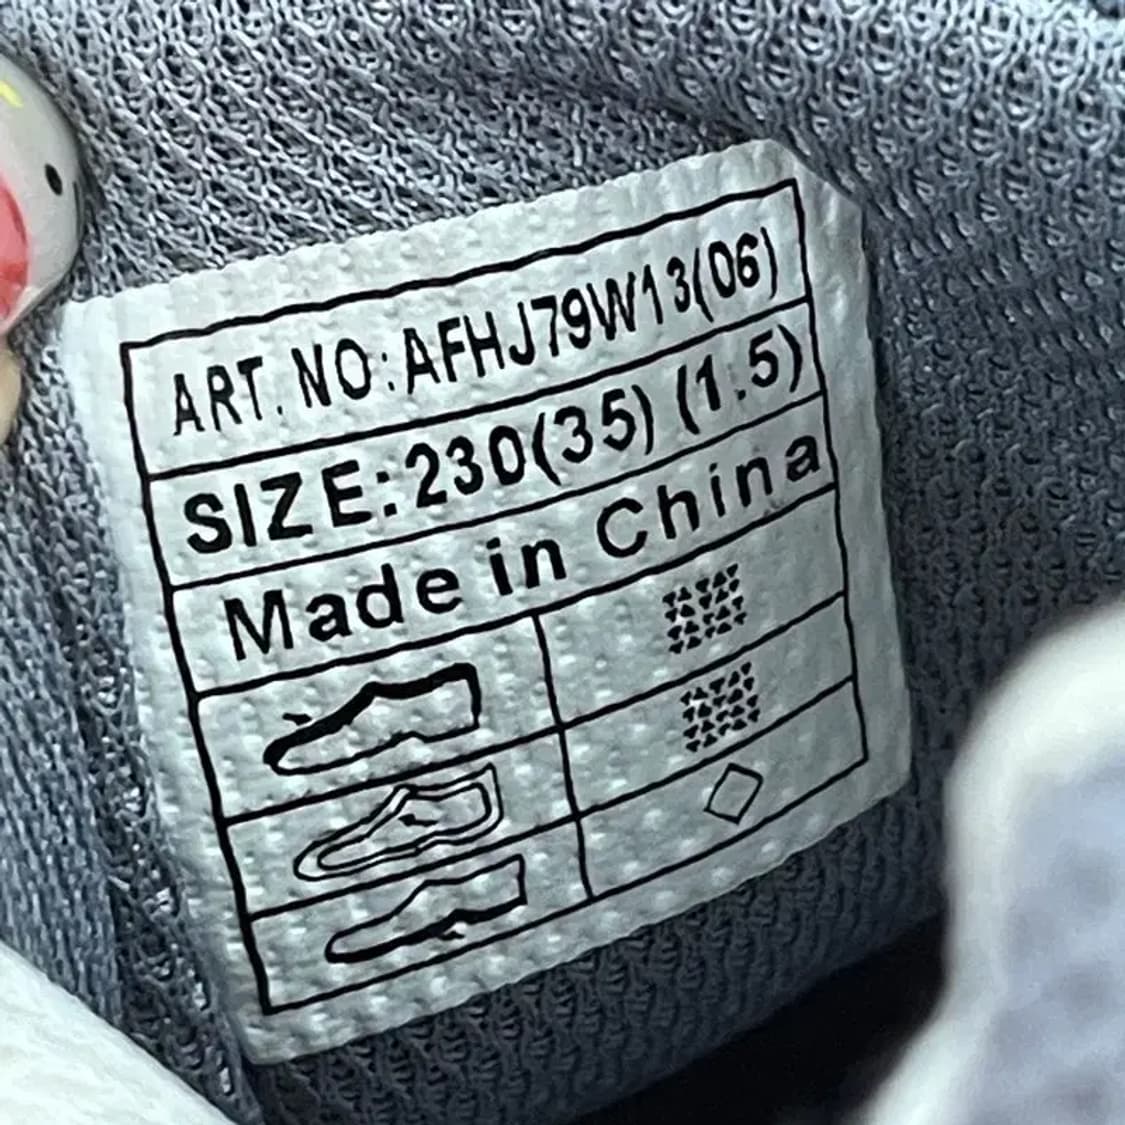 ART. NO:AFHJ79W13(06)
SIZE:230(35) (1.5)
Made in China